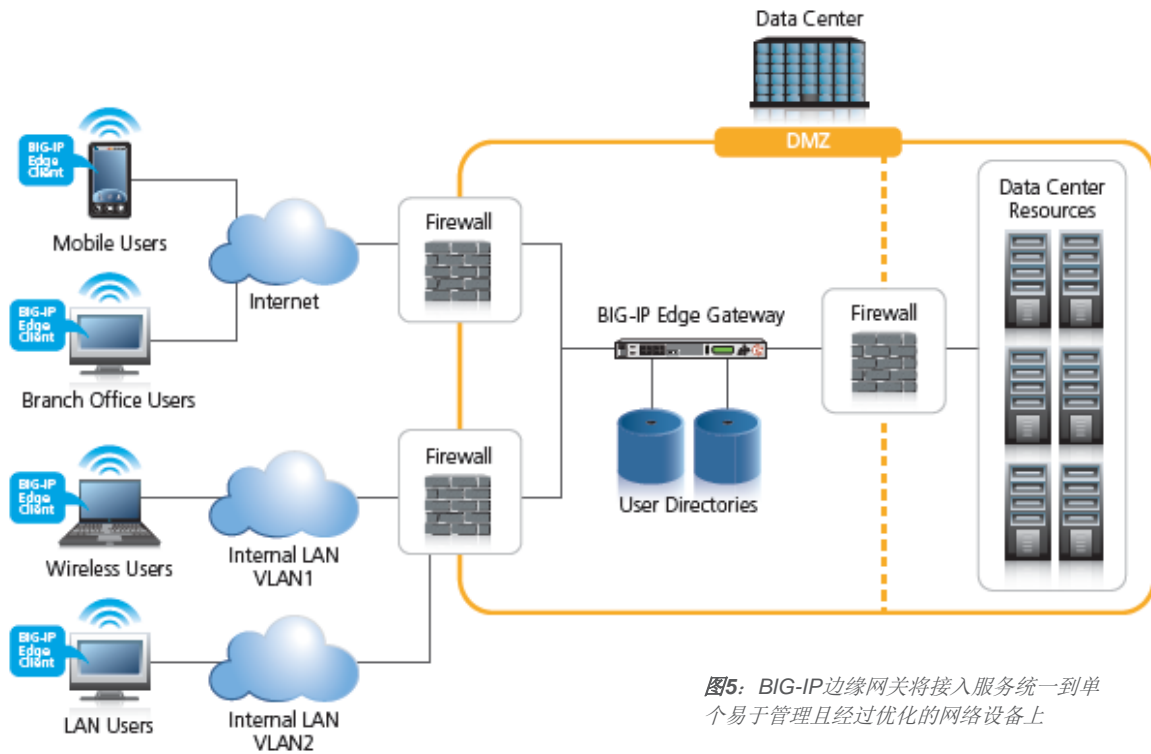 Data Center
DMZ
BIG-IP
Edge
Client
Mobile Users
BIG-IP
Edge
Client
Branch Office Users
Internet
Firewall
BIG-IP Edge Gateway
User Directories
Firewall
Data Center
Resources
BIG-IP
Edge
Client
Wireless Users
Internal LAN
VLAN1
Firewall
BIG-IP
Edge
Client
LAN Users
Internal LAN
VLAN2
图5：BIG-IP边缘网关将接入服务统一到单
个易于管理且经过优化的网络设备上